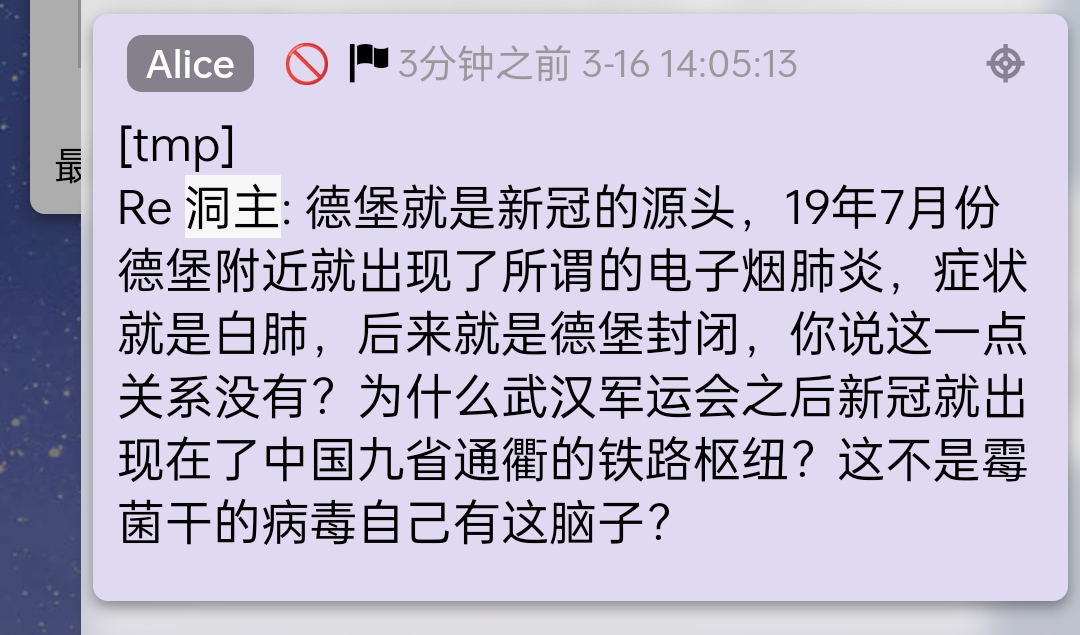 Alice 3分钟之前 3-16 14:05:13
最
[tmp]
Re 洞主: 德堡就是新冠的源头，19年7月份
德堡附近就出现了所谓的电子烟肺炎，症状
就是白肺，后来就是德堡封闭，你说这一点
关系没有？为什么武汉军运会之后新冠就出
现在了中国九省通衢的铁路枢纽？这不是霉
菌干的病毒自己有这脑子？